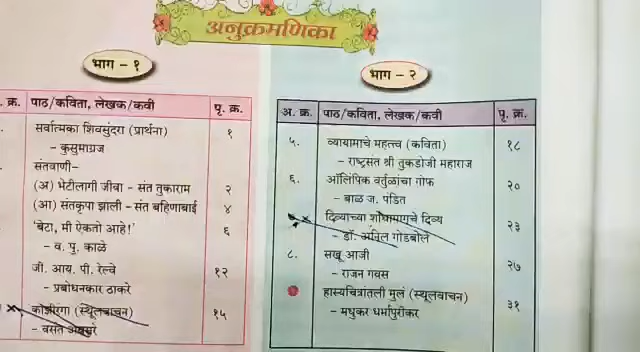 अनुक्रमणिका
भाग - १
. क्र. पाठ/कविता, लेखक/कवी पृ. क्र.
सर्वात्मका शिवसुंदरा (प्रार्थना) १
- कुसुमाग्रज
संतवाणी-
(अ) भेटीलागी जीवा - संत तुकाराम २
(आ) संतकृपा झाली - संत बहिणाबाई ४
'बेटा, मी ऐकतो आहे!' ६
- व. पु. काळे
जी. आय. पी. रेल्वे १२
- प्रबोधनकार ठाकरे
कोझीरंगा (स्थूलवाचन) १५
- वसंत अवसरे
भाग - २
अ. क्र. पाठ/कविता, लेखक/कवी पृ. क्र.
५. व्यायामाचे महत्त्व (कविता) १८
- राष्ट्रसंत श्री तुकडोजी महाराज
६. ऑलिंपिक वर्तुळांचा गोफ २०
- बाळ ज. पंडित
दिव्याच्या शोधामागचे दिव्य २३
- डॉ. अनिल गोडबोले
८. सखू आजी २७
- राजन गवस
हास्यचित्रांतली मुलं (स्थूलवाचन) ३१
- मधुकर धर्मापुरीकर